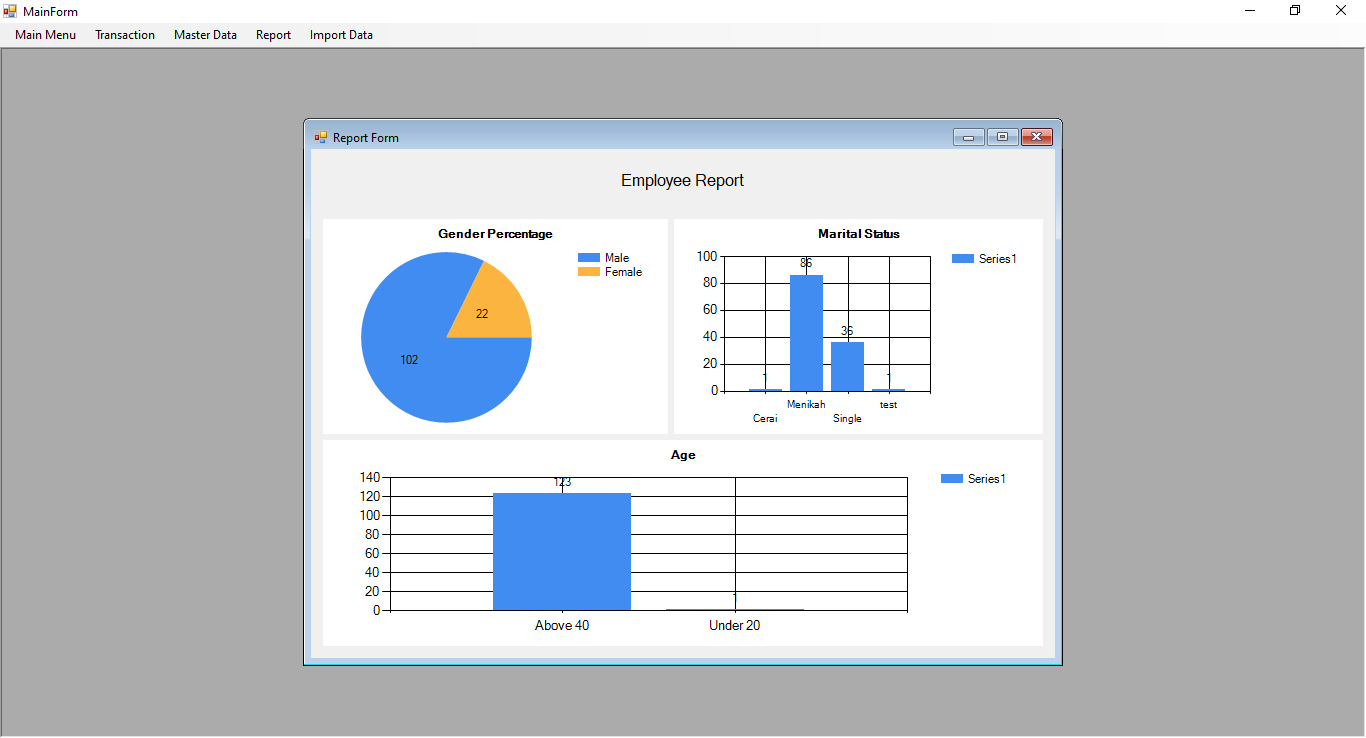 MainForm
Main Menu Transaction Master Data Report Import Data
Report Form
Employee Report
Gender Percentage
Male
Female
22
102
Marital Status
Series1
100
80
60
40
20
0
1
86
36
1
Cerai
Menikah
Single
test
Age
Series1
140
120
100
80
60
40
20
0
123
1
Above 40
Under 20